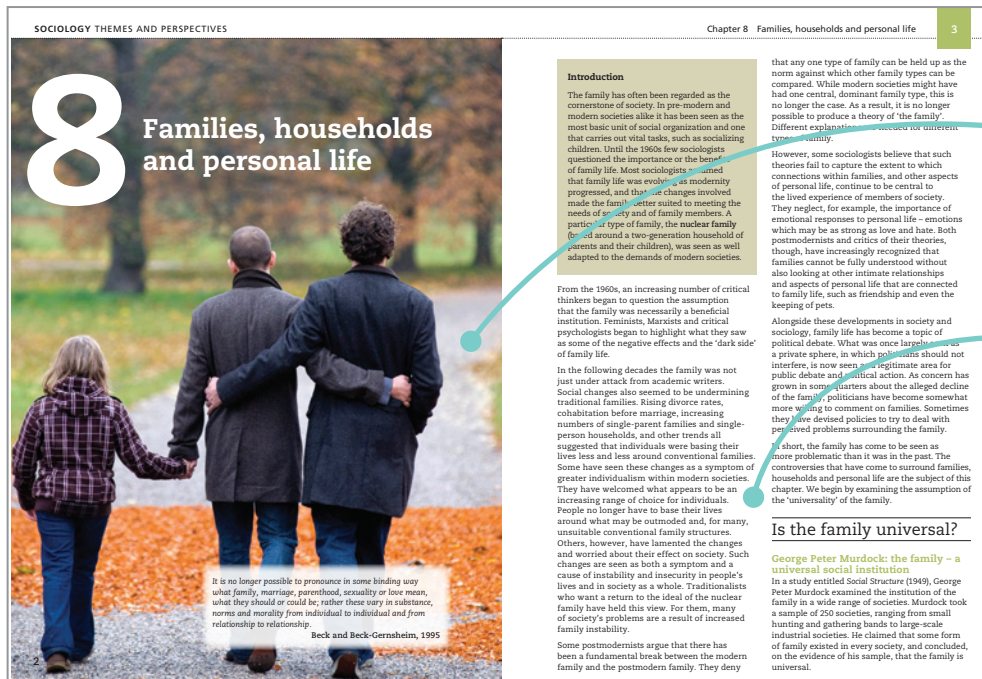 SOCIOLOGY THEMES AND PERSPECTIVES
8
Families, households
and personal life
It is no longer possible to pronounce in some binding way
what family, marriage, parenthood, sexuality or love mean,
what they should or could be; rather these vary in substance,
norms and morality from individual to individual and from
relationship to relationship.
Beck and Beck-Gernsheim, 1995
2
Chapter 8 Families, households and personal life
3
Introduction
The family has often been regarded as the
cornerstone of society. In pre-modern and
modern societies alike it has been seen as the
most basic unit of social organization and one
that carries out vital tasks, such as socializing
children. Until the 1960s few sociologists
questioned the importance or the benefits
of family life. Most sociologists assumed
that family life was evolving as modernity
progressed, and that the changes involved
made the family better suited to meeting the
needs of society and of family members. A
particular type of family, the nuclear family
(based around a two-generation household of
parents and their children), was seen as well
adapted to the demands of modern societies.
From the 1960s, an increasing number of critical
thinkers began to question the assumption
that the family was necessarily a beneficial
institution. Feminists, Marxists and critical
psychologists began to highlight what they saw
as some of the negative effects and the 'dark side'
of family life.
In the following decades the family was not
just under attack from academic writers.
Social changes also seemed to be undermining
traditional families. Rising divorce rates,
cohabitation before marriage, increasing
numbers of single-parent families and single-
person households, and other trends all
suggested that individuals were basing their
lives less and less around conventional families.
Some have seen these changes as a symptom of
greater individualism within modern societies.
They have welcomed what appears to be an
increasing range of choice for individuals.
People no longer have to base their lives
around what may be outmoded and, for many,
unsuitable conventional family structures.
Others, however, have lamented the changes
and worried about their effect on society. Such
changes are seen as both a symptom and a
cause of instability and insecurity in people's
lives and in society as a whole. Traditionalists
who want a return to the ideal of the nuclear
family have held this view. For them, many
of society's problems are a result of increased
family instability.
Some postmodernists argue that there has
been a fundamental break between the modern
family and the postmodern family. They deny
that any one type of family can be held up as the
norm against which other family types can be
compared. While modern societies might have
had one central, dominant family type, this is
no longer the case. As a result, it is no longer
possible to produce a theory of 'the family'.
Different explanations needed for different
types of family.
However, some sociologists believe that such
theories fail to capture the extent to which
connections within families, and other aspects
of personal life, continue to be central to
the lived experience of members of society.
They neglect, for example, the importance of
emotional responses to personal life – emotions
which may be as strong as love and hate. Both
postmodernists and critics of their theories,
though, have increasingly recognized that
families cannot be fully understood without
also looking at other intimate relationships
and aspects of personal life that are connected
to family life, such as friendship and even the
keeping of pets.
Alongside these developments in society and
sociology, family life has become a topic of
political debate. What was once largely seen as
a private sphere, in which politicians should not
interfere, is now seen as a legitimate area for
public debate and political action. As concern has
grown in some quarters about the alleged decline
of the family, politicians have become somewhat
more willing to comment on families. Sometimes
they have devised policies to try to deal with
perceived problems surrounding the family.
In short, the family has come to be seen as
more problematic than it was in the past. The
controversies that have come to surround families,
households and personal life are the subject of this
chapter. We begin by examining the assumption of
the 'universality' of the family.
Is the family universal?
George Peter Murdock: the family – a
universal social institution
In a study entitled Social Structure (1949), George
Peter Murdock examined the institution of the
family in a wide range of societies. Murdock took
a sample of 250 societies, ranging from small
hunting and gathering bands to large-scale
industrial societies. He claimed that some form
of family existed in every society, and concluded,
on the evidence of his sample, that the family is
universal.